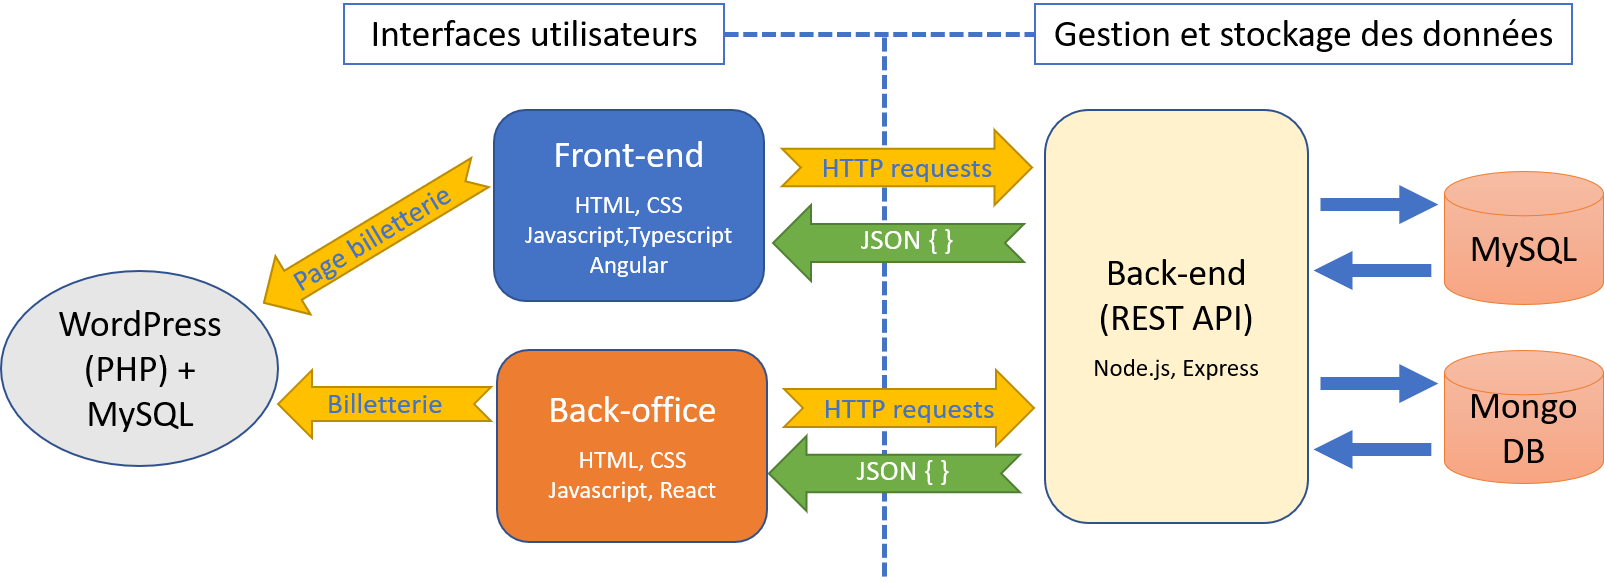 Interfaces utilisateurs
Gestion et stockage des données
Front-end
HTML, CSS
Javascript,Typescript
Angular
HTTP requests
JSON { }
Page billetterie
WordPress
(PHP) +
MySQL
Billetterie
Back-office
HTML, CSS
Javascript, React
HTTP requests
JSON { }
Back-end
(REST API)
Node.js, Express
MySQL
Mongo
DB